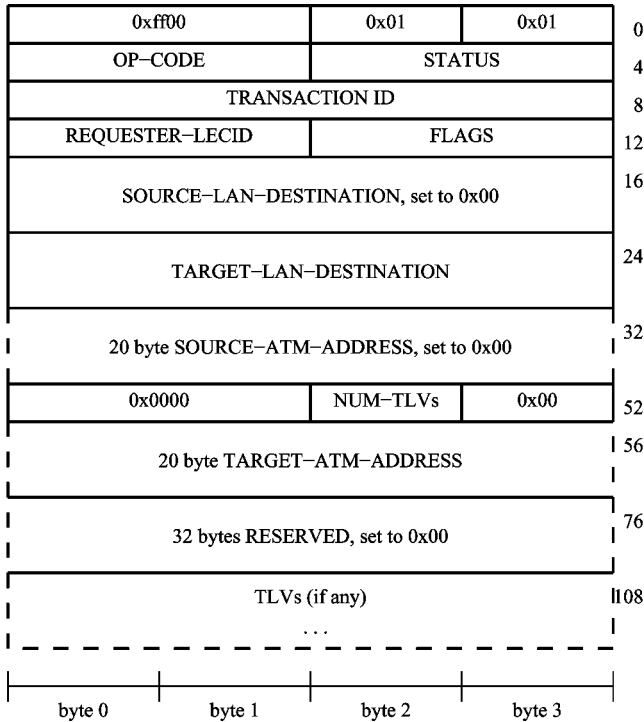 0xff00 0x01 0x01 0
OP−CODE STATUS 4
TRANSACTION ID 8
REQUESTER−LECID FLAGS 12
16
SOURCE−LAN−DESTINATION, set to 0x00
24
TARGET−LAN−DESTINATION
32
20 byte SOURCE−ATM−ADDRESS, set to 0x00
0x0000 NUM−TLVs 0x00 52
56
20 byte TARGET−ATM−ADDRESS
76
32 bytes RESERVED, set to 0x00
TLVs (if any) 108
...
byte 0 byte 1 byte 2 byte 3